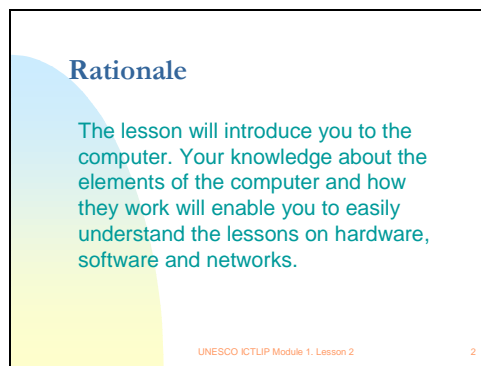 Rationale
The lesson will introduce you to the
computer. Your knowledge about the
elements of the computer and how
they work will enable you to easily
understand the lessons on hardware,
software and networks.
UNESCO ICTLIP Module 1. Lesson 2 2